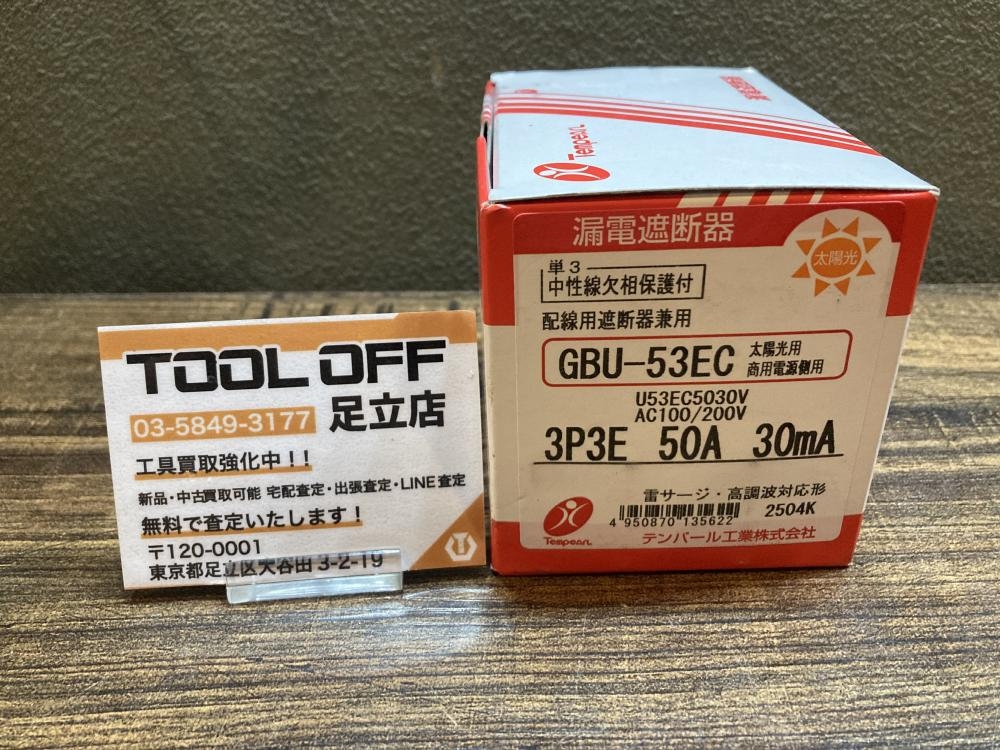 TOOL OFF
03-5849-3177 足立店
工具買取強化中!!
新品・中古買取可能 宅配査定・出張査定・LINE査定
無料で査定いたします!
〒120-0001
東京都足立区大谷田 3-2-19
Tempearl
漏電遮断器
太陽光
単3
中性線欠相保護付
配線用遮断器兼用
GBU-53EC 太陽光用
商用電源側用
U53EC5030V
AC100/200V
3P3E 50A 30mA
雷サージ・高調波対応形
4 950870 135622 2504K
Tempearl テンパール工業株式会社